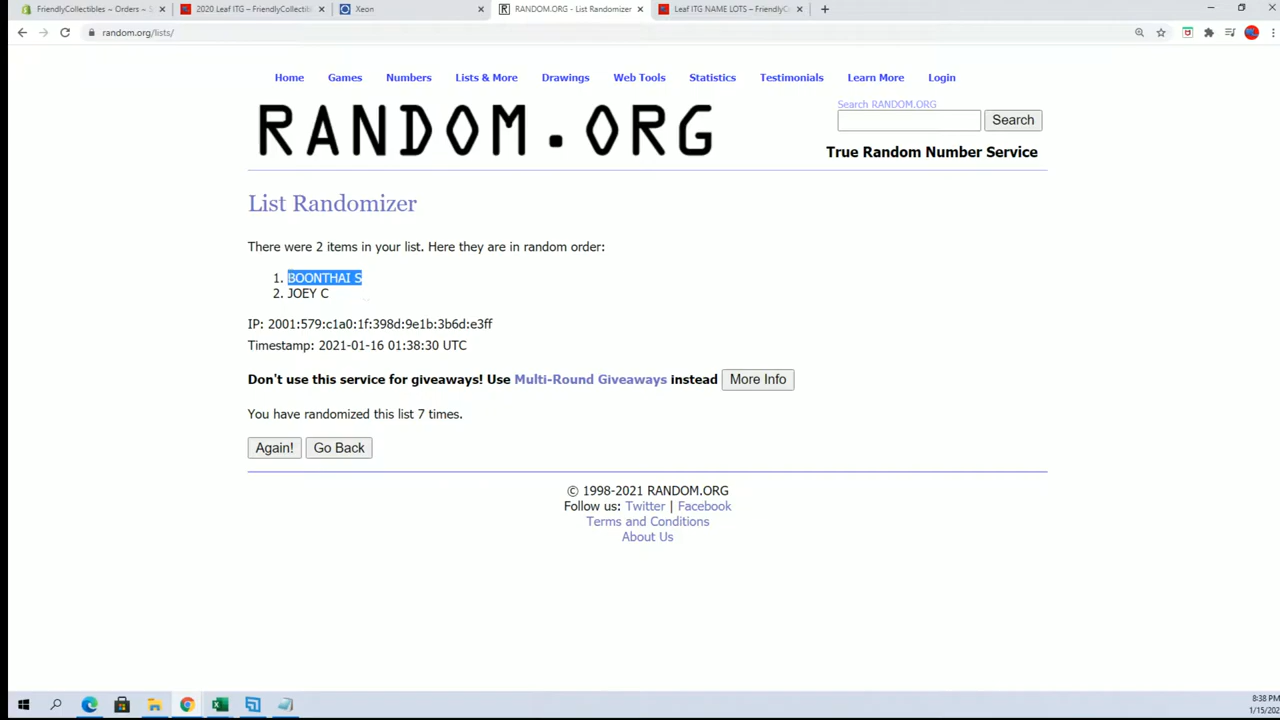 FriendlyCollectibles ~ Orders ~ S
2020 Leaf ITG – FriendlyCollectib
Xeon
RANDOM.ORG - List Randomizer
Leaf ITG NAME LOTS – FriendlyCo
random.org/lists/
Home Games Numbers Lists & More Drawings Web Tools Statistics Testimonials Learn More Login
RANDOM.ORG
Search RANDOM.ORG
Search
True Random Number Service
List Randomizer
There were 2 items in your list. Here they are in random order:
1. BOONTHAI S
2. JOEY C
IP: 2001:579:c1a0:1f:398d:9e1b:3b6d:e3ff
Timestamp: 2021-01-16 01:38:30 UTC
Don't use this service for giveaways! Use Multi-Round Giveaways instead More Info
You have randomized this list 7 times.
Again! Go Back
© 1998-2021 RANDOM.ORG
Follow us: Twitter | Facebook
Terms and Conditions
About Us
8:38 PM
1/15/202